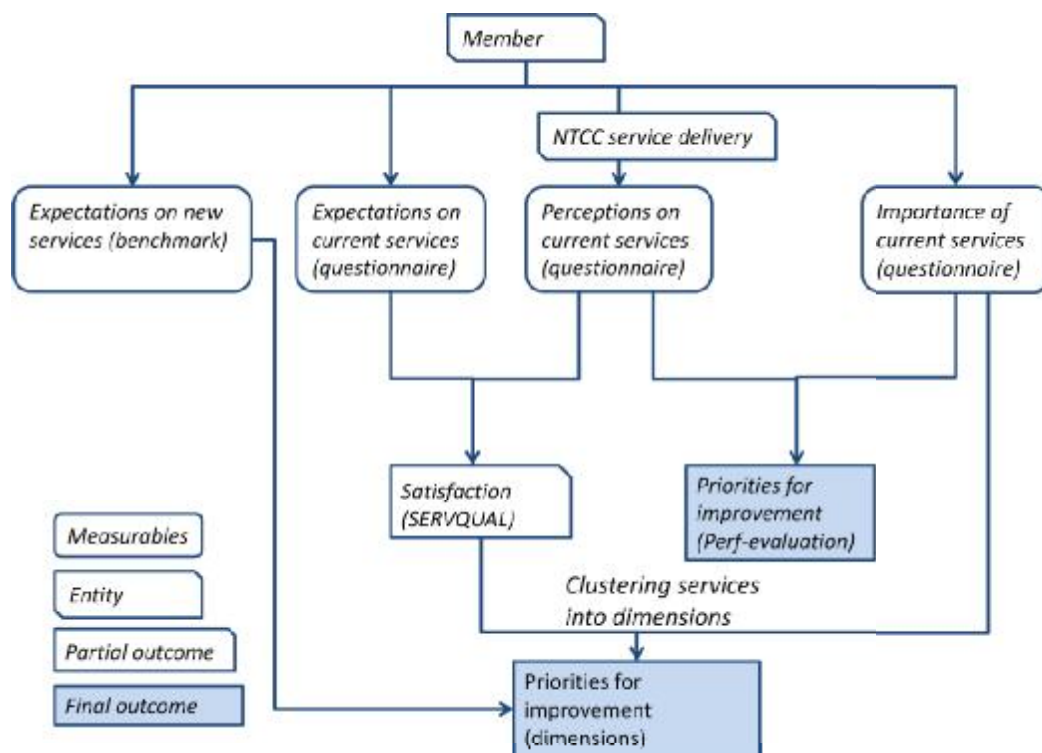 Member
NTCC service delivery
Expectations on new
services (benchmark)
Expectations on
current services
(questionnaire)
Perceptions on
current services
(questionnaire)
Importance of
current services
(questionnaire)
Satisfaction
(SERVQUAL)
Priorities for
improvement
(Perf-evaluation)
Measurables
Entity
Partial outcome
Final outcome
Clustering services
into dimensions
Priorities for
improvement
(dimensions)